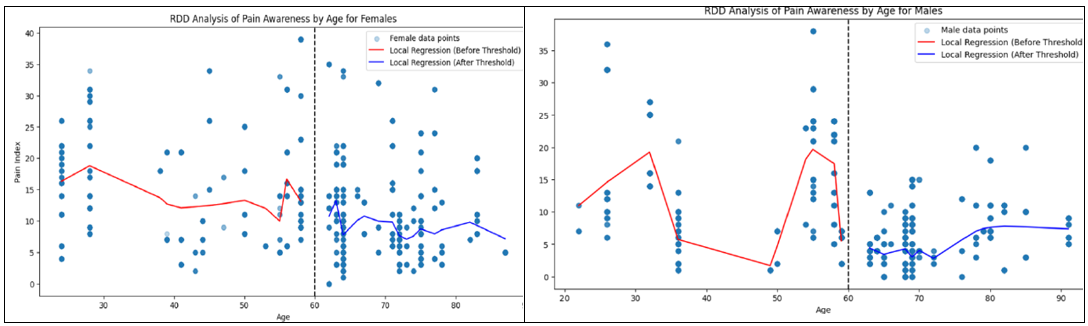 RDD Analysis of Pain Awareness by Age for Females
Female data points
Local Regression (Before Threshold)
Local Regression (After Threshold)
40
35
30
25
20
15
10
5
0
Pain Index
30
40
50
60
70
80
Age
RDD Analysis of Pain Awareness by Age for Males
Male data points
Local Regression (Before Threshold
Local Regression (After Threshold)
35
30
25
20
15
10
5
0
20
30
40
50
60
70
80
90
Age